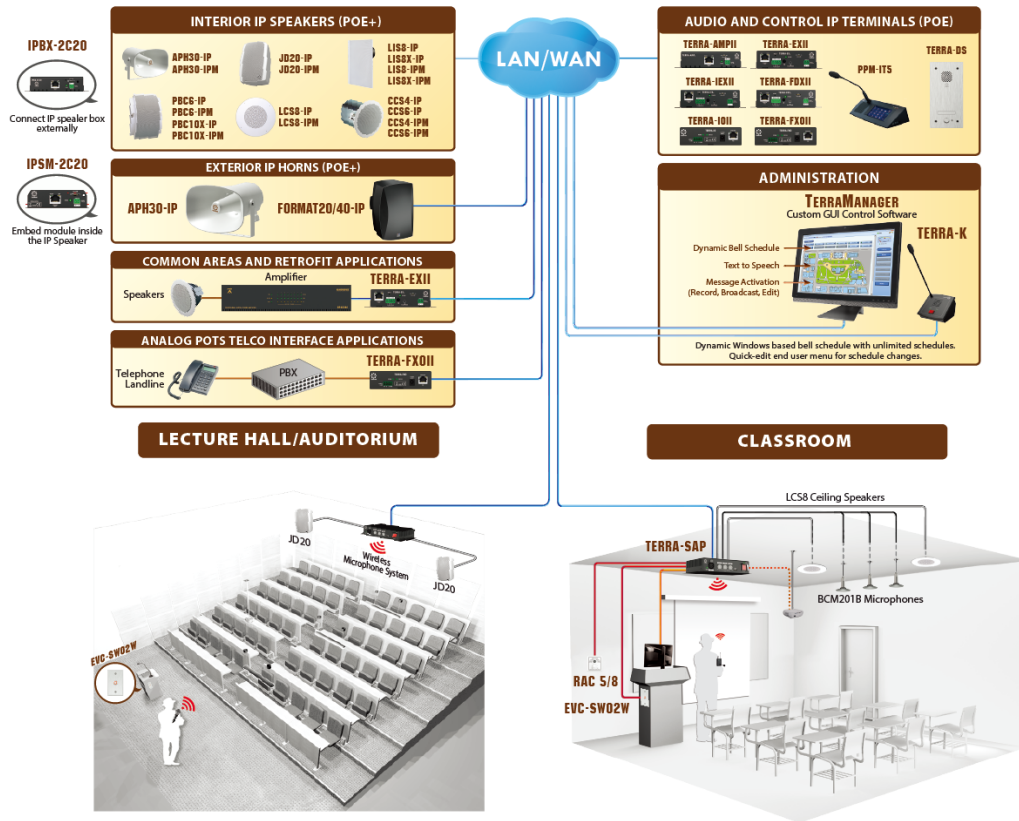 INTERIOR IP SPEAKERS (POE+)
IPBX-2C20
Connect IP spealer box
externally
APH30-IP
APH30-IPM
JD20-IP
JD20-IPM
LIS8-IP
LIS8X-IP
LIS8-IPM
LIS8X-IPM
PBC6-IP
PBC6-IPM
PBC10X-IP
PBC10X-IPM
LCS8-IP
LCS8-IPM
CCS4-IP
CCS6-IP
CCS4-IPM
CCS6-IPM
LAN/WAN
AUDIO AND CONTROL IP TERMINALS (POE)
TERRA-AMPII
TERRA-EXII
TERRA-DS
PPM-IT5
TERRA-IEXII
TERRA-FDXII
TERRA-IOII
TERRA-FXOII
IPSM-2C20
Embed module inside
the IP Speaker
EXTERIOR IP HORNS (POE+)
APH30-IP
FORMAT20/40-IP
ADMINISTRATION
TERRAMANAGER
Custom GUI Control Software
TERRA-K
Dynamic Bell Schedule
Text to Speech
Message Activation
(Record, Broadcast, Edit)
Dynamic Windows based bell schedule with unlimited schedules.
Quick-edit end user menu for schedule changes.
COMMON AREAS AND RETROFIT APPLICATIONS
Amplifier
TERRA-EXII
Speakers
ANALOG POTS TELCO INTERFACE APPLICATIONS
TERRA-FXOII
Telephone
Landline
PBX
LECTURE HALL/AUDITORIUM
JD20
Wireless
Microphone System
JD20
EVC-SW02W
CLASSROOM
LCS8 Ceiling Speakers
TERRA-SAP
BCM201B Microphones
RAC 5/8
EVC-SW02W